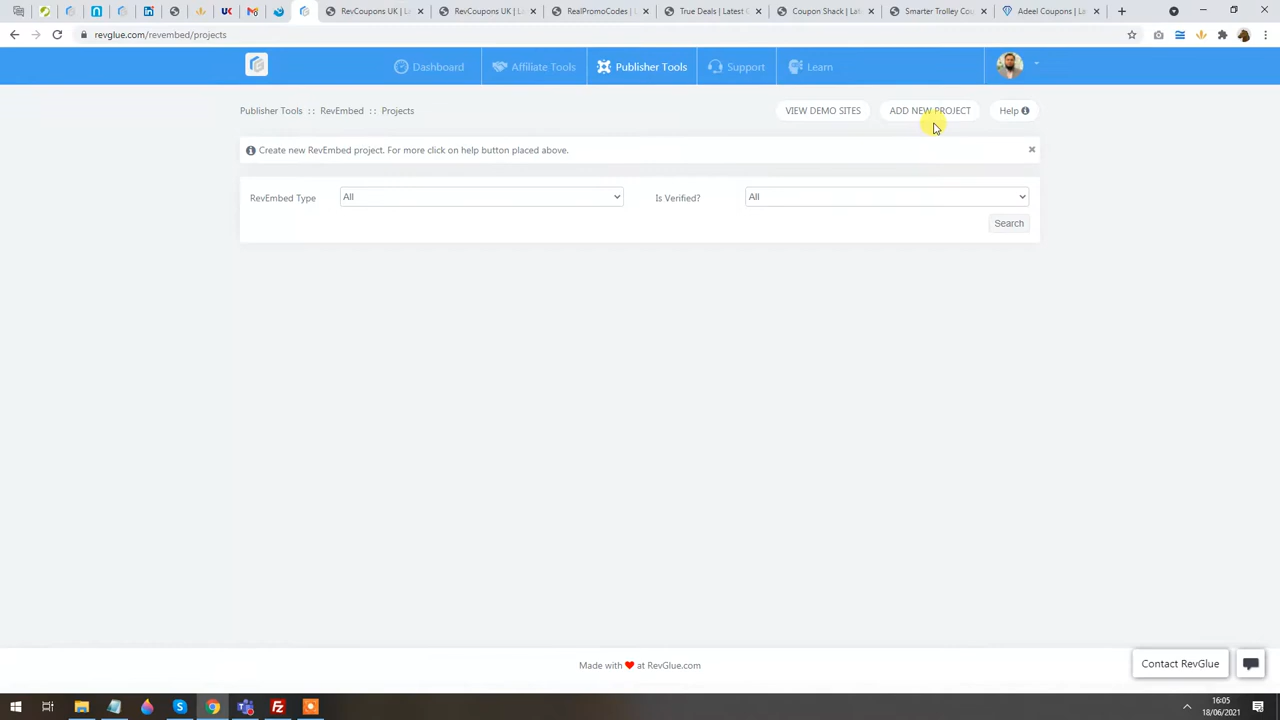 RevCoupons UK | La
RevCoupons UK | La
RealPromoCodes | L
True Deals | Latest C
Coupon Shack | Late
Smarter Trolley Cou
Adeel Coupons | La
revglue.com/revembed/projects
Dashboard
Affiliate Tools
Publisher Tools
Support
Learn
Publisher Tools :: RevEmbed :: Projects
VIEW DEMO SITES
ADD NEW PROJECT
Help
Create new RevEmbed project. For more click on help button placed above.
RevEmbed Type
All
Is Verified?
All
Search
Made with ❤ at RevGlue.com
Contact RevGlue
16:05
18/06/2021